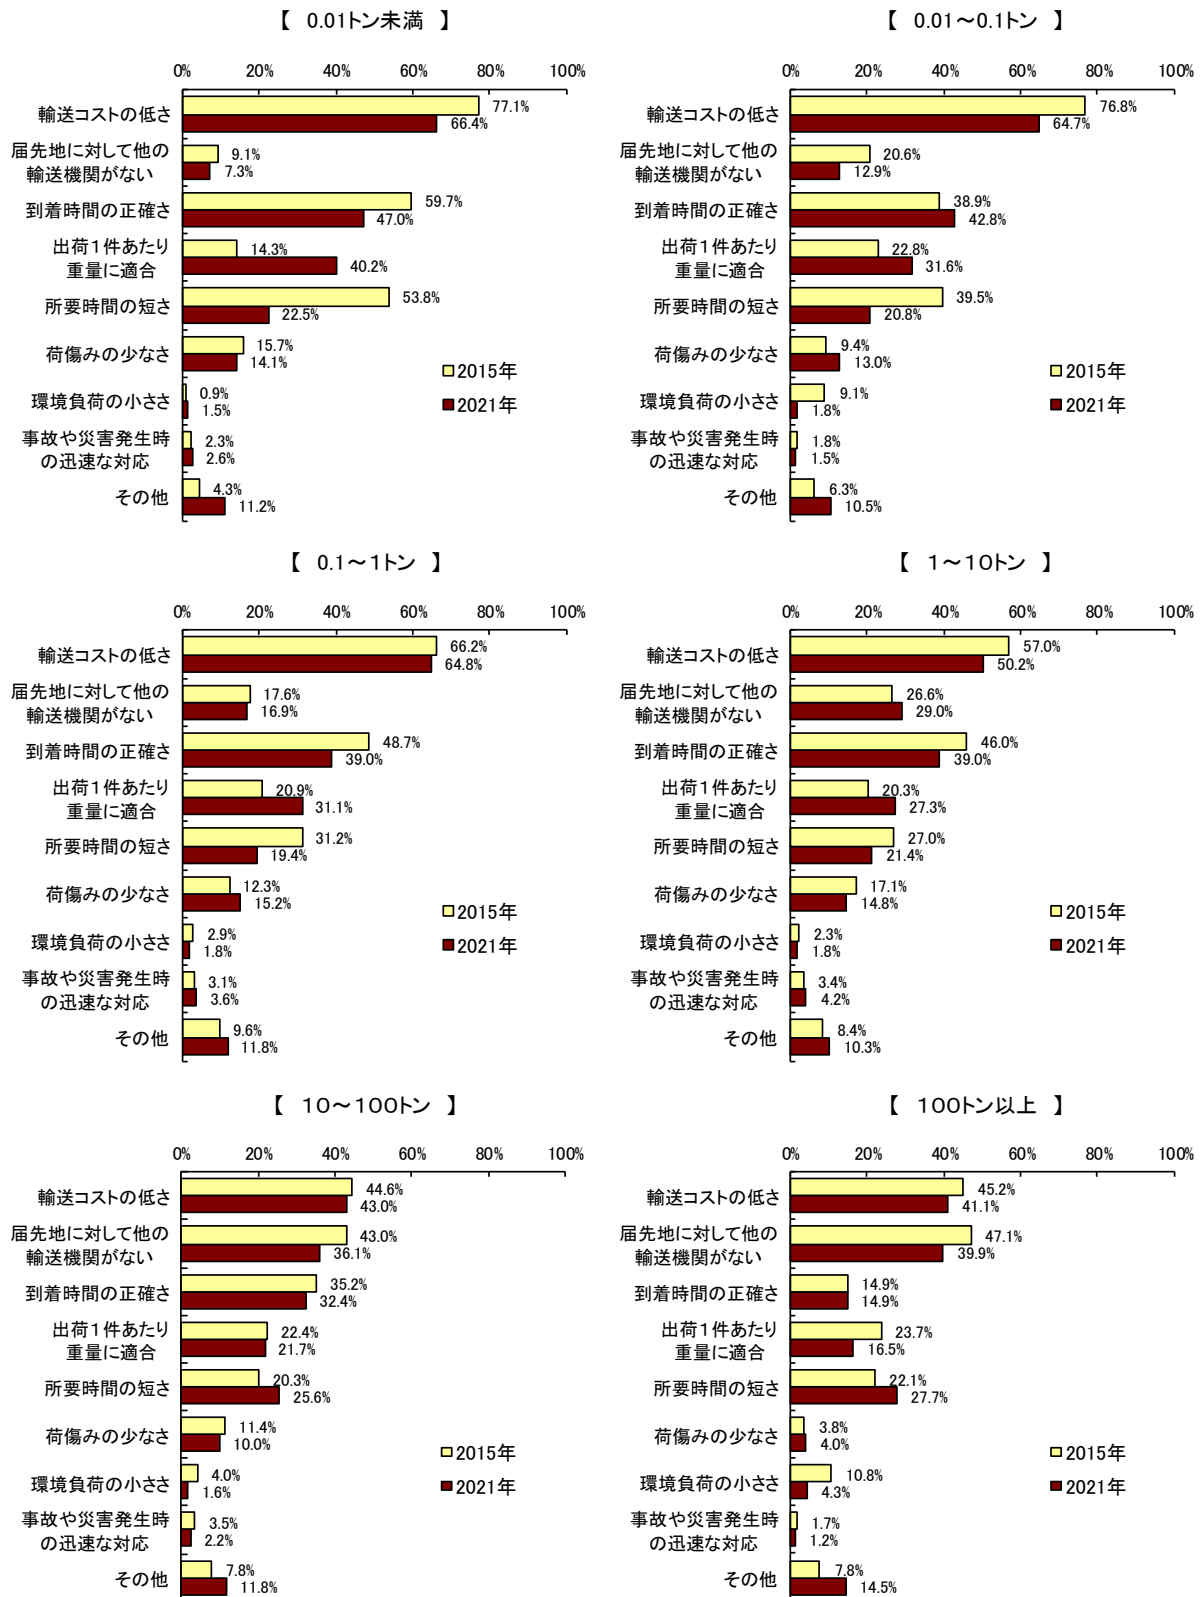 【 0.01トン未満 】
0% 20% 40% 60% 80% 100%
輸送コストの低さ 77.1%
66.4%
届先地に対して他の 9.1%
輸送機関がない 7.3%
到着時間の正確さ 59.7%
47.0%
出荷１件あたり 14.3%
重量に適合 40.2%
所要時間の短さ 53.8%
22.5%
荷傷みの少なさ 15.7%
14.1%
環境負荷の小ささ 0.9%
1.5%
事故や災害発生時 2.3%
の迅速な対応 2.6%
その他 4.3%
11.2%
2015年
2021年
【 0.01～0.1トン 】
0% 20% 40% 60% 80% 100%
輸送コストの低さ 76.8%
64.7%
届先地に対して他の 20.6%
輸送機関がない 12.9%
到着時間の正確さ 38.9%
42.8%
出荷１件あたり 22.8%
重量に適合 31.6%
所要時間の短さ 39.5%
20.8%
荷傷みの少なさ 9.4%
13.0%
環境負荷の小ささ 9.1%
1.8%
事故や災害発生時 1.8%
の迅速な対応 1.5%
その他 6.3%
10.5%
2015年
2021年
【 0.1～１トン 】
0% 20% 40% 60% 80% 100%
輸送コストの低さ 66.2%
64.8%
届先地に対して他の 17.6%
輸送機関がない 16.9%
到着時間の正確さ 48.7%
39.0%
出荷１件あたり 20.9%
重量に適合 31.1%
所要時間の短さ 31.2%
19.4%
荷傷みの少なさ 12.3%
15.2%
環境負荷の小ささ 2.9%
1.8%
事故や災害発生時 3.1%
の迅速な対応 3.6%
その他 9.6%
11.8%
2015年
2021年
【 １～１０トン 】
0% 20% 40% 60% 80% 100%
輸送コストの低さ 57.0%
50.2%
届先地に対して他の 26.6%
輸送機関がない 29.0%
到着時間の正確さ 46.0%
39.0%
出荷１件あたり 20.3%
重量に適合 27.3%
所要時間の短さ 27.0%
21.4%
荷傷みの少なさ 17.1%
14.8%
環境負荷の小ささ 2.3%
1.8%
事故や災害発生時 3.4%
の迅速な対応 4.2%
その他 8.4%
10.3%
2015年
2021年
【 １０～１００トン 】
0% 20% 40% 60% 80% 100%
輸送コストの低さ 44.6%
43.0%
届先地に対して他の 43.0%
輸送機関がない 36.1%
到着時間の正確さ 35.2%
32.4%
出荷１件あたり 22.4%
重量に適合 21.7%
所要時間の短さ 20.3%
25.6%
荷傷みの少なさ 11.4%
10.0%
環境負荷の小ささ 4.0%
1.6%
事故や災害発生時 3.5%
の迅速な対応 2.2%
その他 7.8%
11.8%
2015年
2021年
【 １００トン以上 】
0% 20% 40% 60% 80% 100%
輸送コストの低さ 45.2%
41.1%
届先地に対して他の 47.1%
輸送機関がない 39.9%
到着時間の正確さ 14.9%
14.9%
出荷１件あたり 23.7%
重量に適合 16.5%
所要時間の短さ 22.1%
27.7%
荷傷みの少なさ 3.8%
4.0%
環境負荷の小ささ 10.8%
4.3%
事故や災害発生時 1.7%
の迅速な対応 1.2%
その他 7.8%
14.5%
2015年
2021年